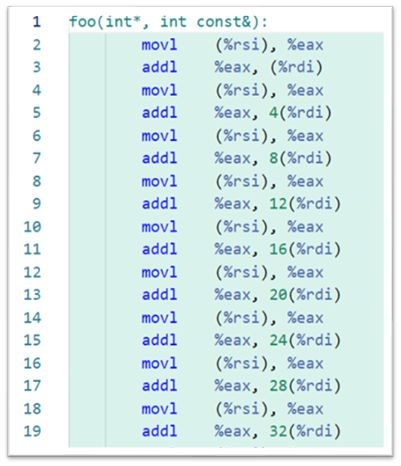 1 foo(int*, int const&):
2 movl (%rsi), %eax
3 addl %eax, (%rdi)
4 movl (%rsi), %eax
5 addl %eax, 4(%rdi)
6 movl (%rsi), %eax
7 addl %eax, 8(%rdi)
8 movl (%rsi), %eax
9 addl %eax, 12(%rdi)
10 movl (%rsi), %eax
11 addl %eax, 16(%rdi)
12 movl (%rsi), %eax
13 addl %eax, 20(%rdi)
14 movl (%rsi), %eax
15 addl %eax, 24(%rdi)
16 movl (%rsi), %eax
17 addl %eax, 28(%rdi)
18 movl (%rsi), %eax
19 addl %eax, 32(%rdi)